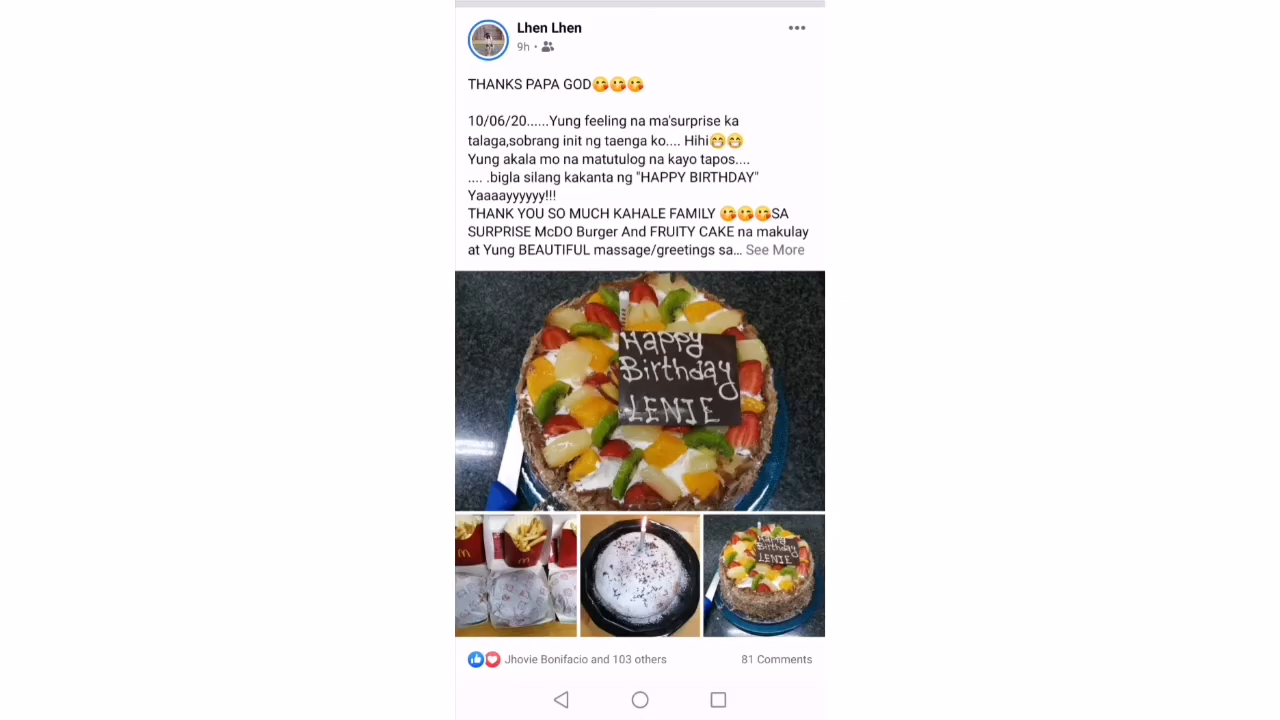 Lhen Lhen
9h •
THANKS PAPA GOD😘😘😘
10/06/20......Yung feeling na ma'surprise ka
talaga,sobrang init ng taenga ko.... Hihi😁😁
Yung akala mo na matutulog na kayo tapos....
.... .bigla silang kakanta ng "HAPPY BIRTHDAY"
Yaaaayyyyyy!!!
THANK YOU SO MUCH KAHALE FAMILY 😘😘😘SA
SURPRISE McDO Burger And FRUITY CAKE na makulay
at Yung BEAUTIFUL massage/greetings sa... See More
Happy
Birthday
LENIE
Happy
Birthday
LENIE
Jhovie Bonifacio and 103 others 81 Comments